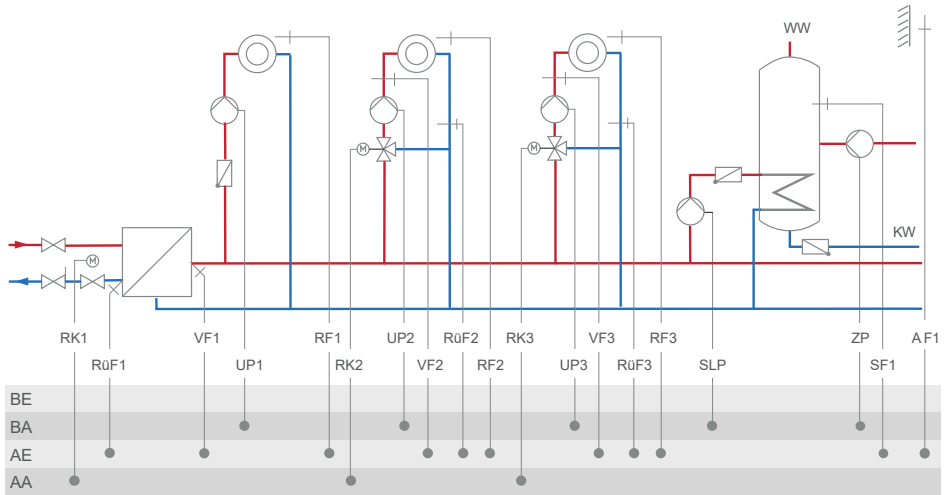 WW
M
M
KW
M
RK1
VF1
RF1
UP2
RüF2
RK3
VF3
RF3
ZP
A F1
RüF1
UP1
RK2
VF2
RF2
UP3
RüF3
SLP
SF1
BE
BA
AE
AA